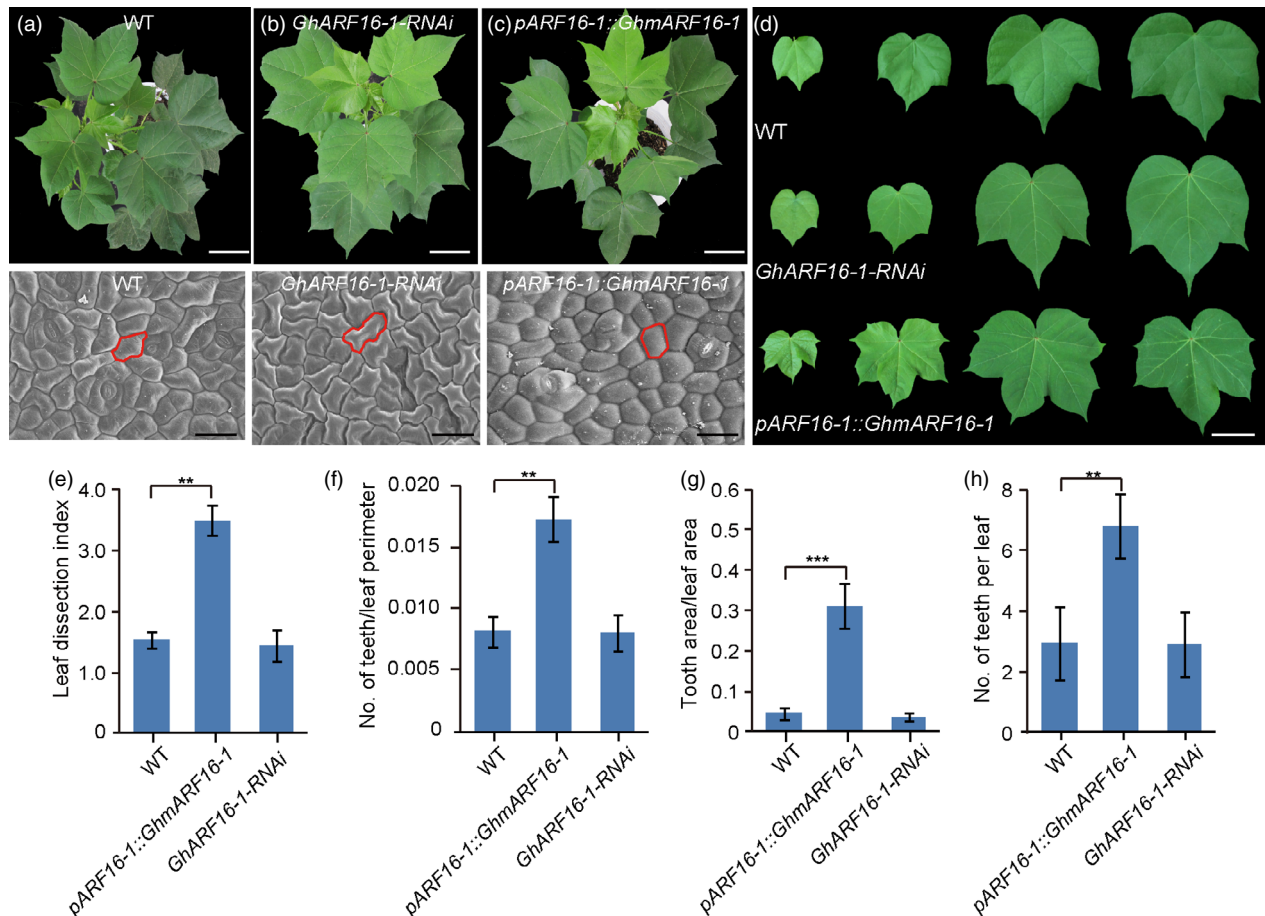 (a) WT
(b) GhARF16-1-RNAi
(c) pARF16-1::GhmARF16-1
(d)
WT
GhARF16-1-RNAi
pARF16-1::GhmARF16-1
WT
GhARF16-1-RNAi
pARF16-1::GhmARF16-1
(e)
Leaf dissection index
4.0
3.0
2.0
1.0
0
**
WT
pARF16-1::GhmARF16-1
GhARF16-1-RNAi
(f)
No. of teeth/leaf perimeter
0.020
0.015
0.010
0.005
0
**
WT
pARF16-1::GhmARF16-1
GhARF16-1-RNAi
(g)
Tooth area/leaf area
0.6
0.5
0.4
0.3
0.2
0.1
0
***
WT
pARF16-1::GhmARF16-1
GhARF16-1-RNAi
(h)
No. of teeth per leaf
8
6
4
2
0
**
WT
pARF16-1::GhmARF16-1
GhARF16-1-RNAi